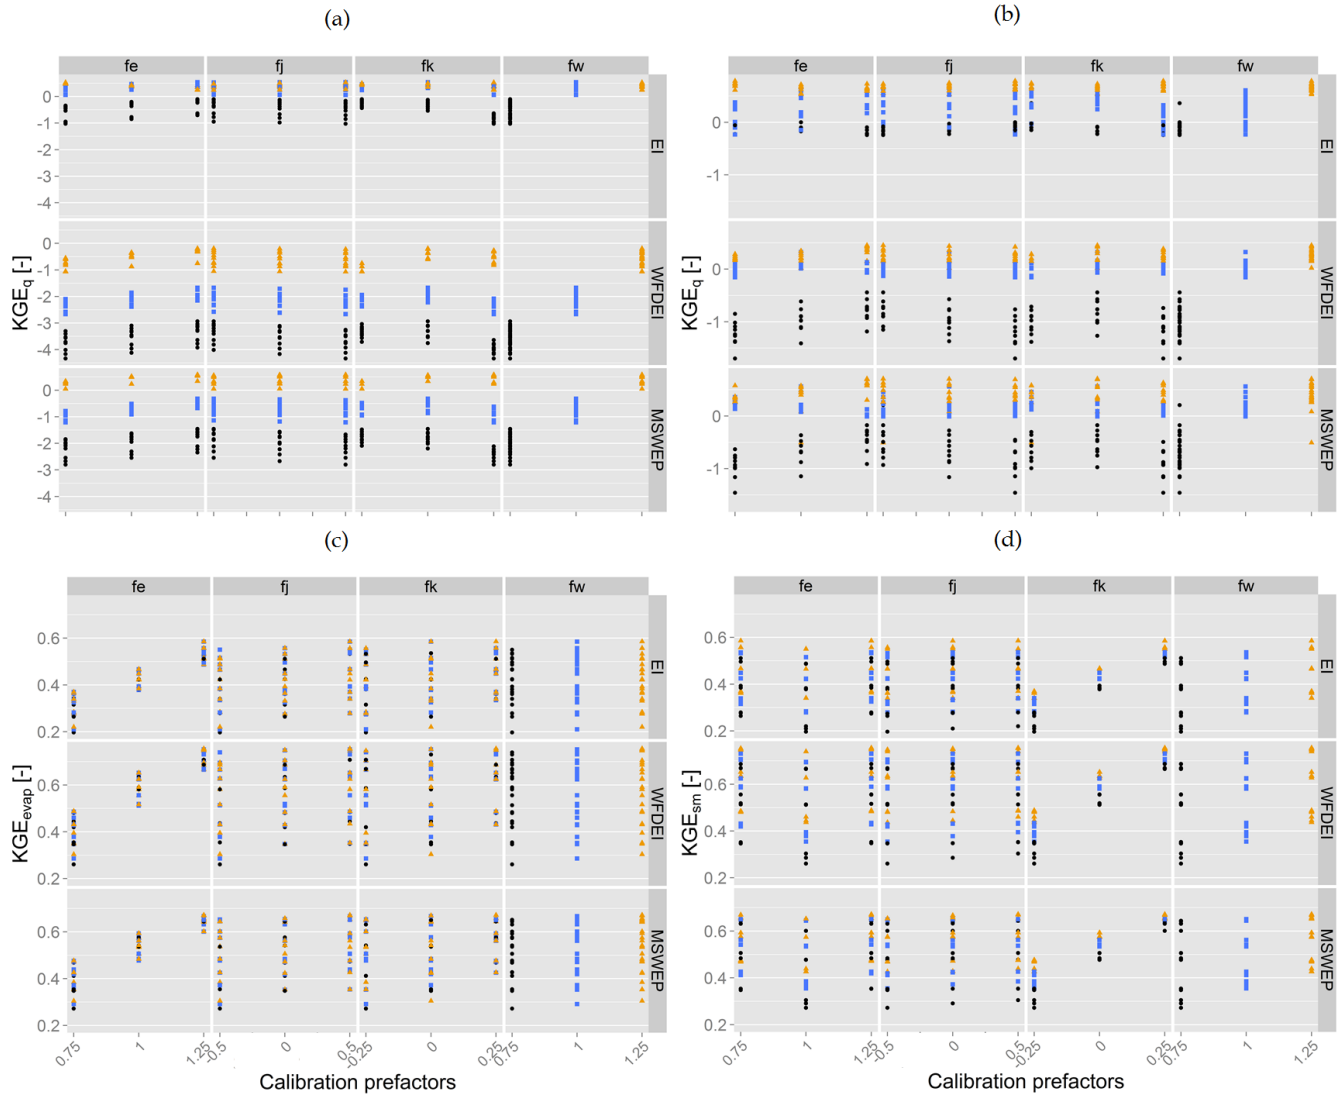 (a)
fe fj fk fw
0
-1
-2
-3
-4
EI
0
-1
-2
-3
-4
WFDEI
0
-1
-2
-3
-4
MSWEP
KGEq [-]
(b)
fe fj fk fw
0
-1
EI
0
-1
WFDEI
0
-1
MSWEP
KGEq [-]
(c)
fe fj fk fw
0.6
0.4
0.2
EI
0.6
0.4
0.2
WFDEI
0.6
0.4
0.2
MSWEP
KGEevap [-]
0.75 1 1.25 -0.5 0 0.5 -0.25 0 0.25 0.75 1 1.25
Calibration prefactors
(d)
fe fj fk fw
0.6
0.4
0.2
EI
0.6
0.4
0.2
WFDEI
0.6
0.4
0.2
MSWEP
KGEsm [-]
0.75 1 1.25 -0.5 0 0.5 -0.25 0 0.25 0.75 1 1.25
Calibration prefactors